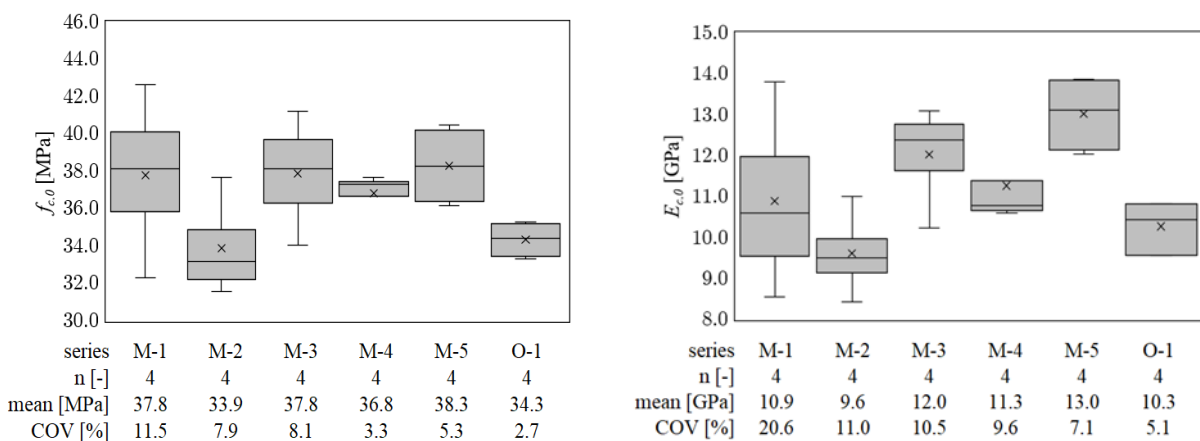 46.0
44.0
42.0
40.0
38.0
36.0
34.0
32.0
30.0
f c.0 [MPa]
series M-1 M-2 M-3 M-4 M-5 O-1
n [-] 4 4 4 4 4 4
mean [MPa] 37.8 33.9 37.8 36.8 38.3 34.3
COV [%] 11.5 7.9 8.1 3.3 5.3 2.7
15.0
14.0
13.0
12.0
11.0
10.0
9.0
8.0
E c.0 [GPa]
series M-1 M-2 M-3 M-4 M-5 O-1
n [-] 4 4 4 4 4 4
mean [GPa] 10.9 9.6 12.0 11.3 13.0 10.3
COV [%] 20.6 11.0 10.5 9.6 7.1 5.1